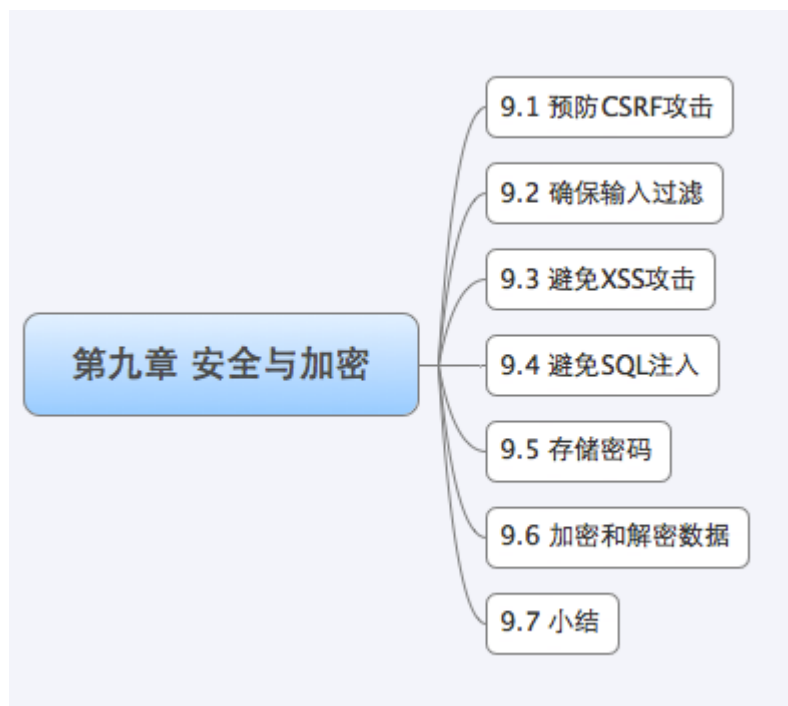 第九章 安全与加密
9.1 预防CSRF攻击
9.2 确保输入过滤
9.3 避免XSS攻击
9.4 避免SQL注入
9.5 存储密码
9.6 加密和解密数据
9.7 小结